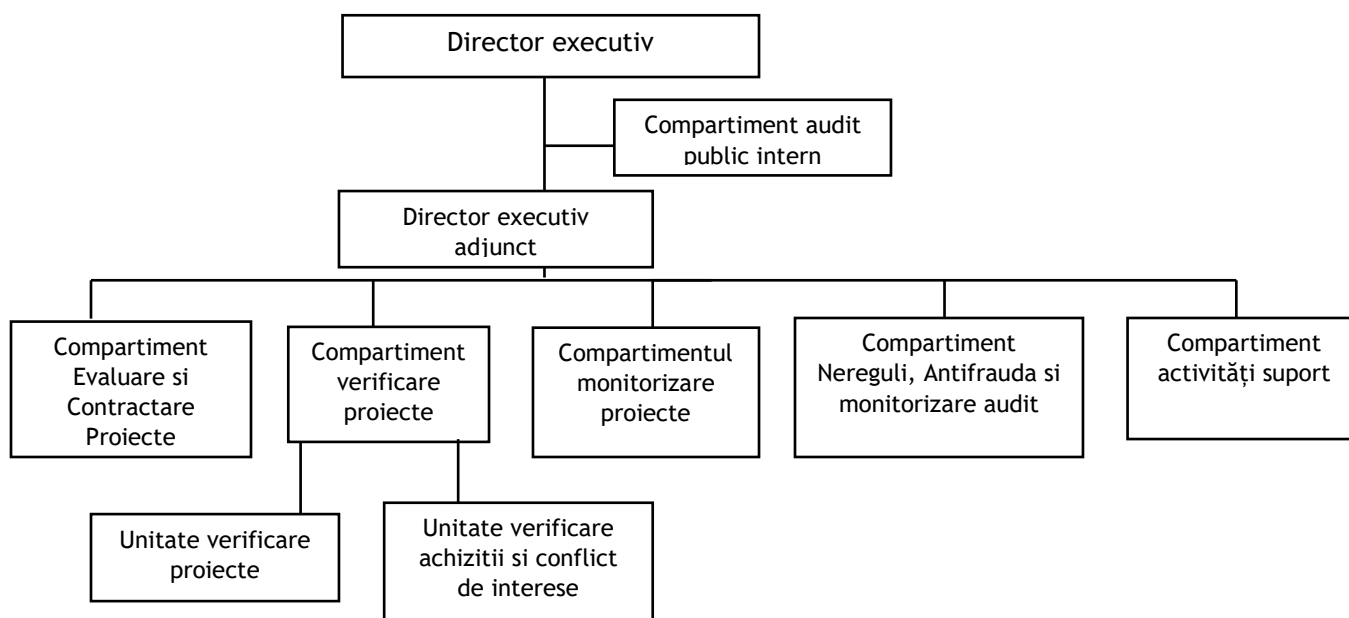 Director executiv
Compartiment audit
public intern
Director executiv
adjunct
Compartiment
Evaluare si
Contractare
Proiecte
Compartiment
verificare
proiecte
Compartimentul
monitorizare
proiecte
Compartiment
Nereguli, Antifrauda si
monitorizare audit
Compartiment
activități suport
Unitate verificare
proiecte
Unitate verificare
achizitii si conflict
de interese